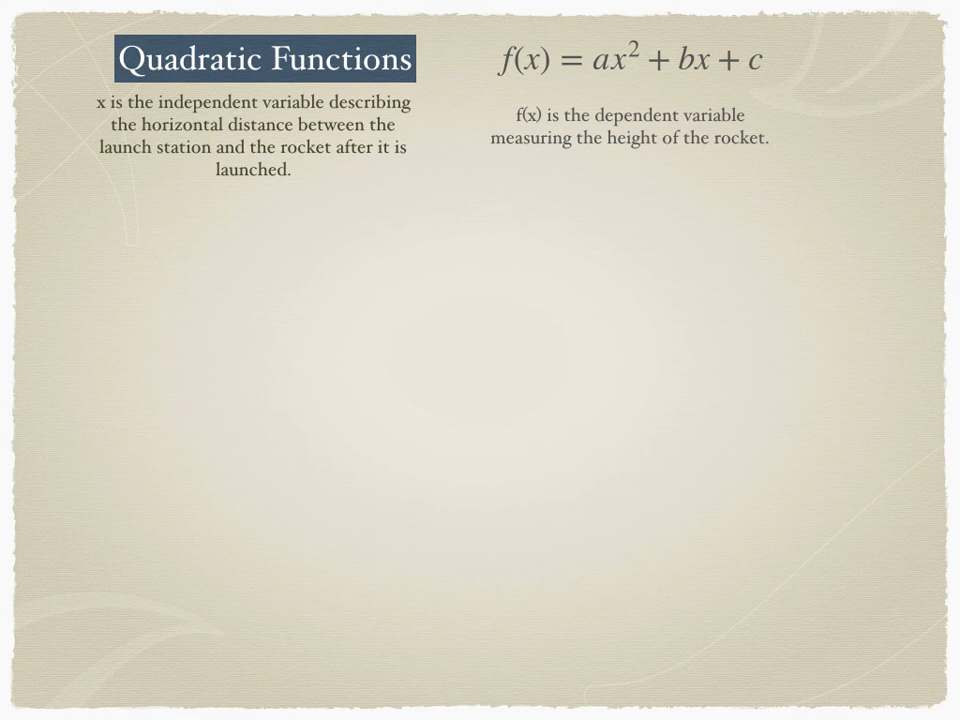 Quadratic Functions
x is the independent variable describing
the horizontal distance between the
launch station and the rocket after it is
launched.
f(x) = ax² + bx + c
f(x) is the dependent variable
measuring the height of the rocket.